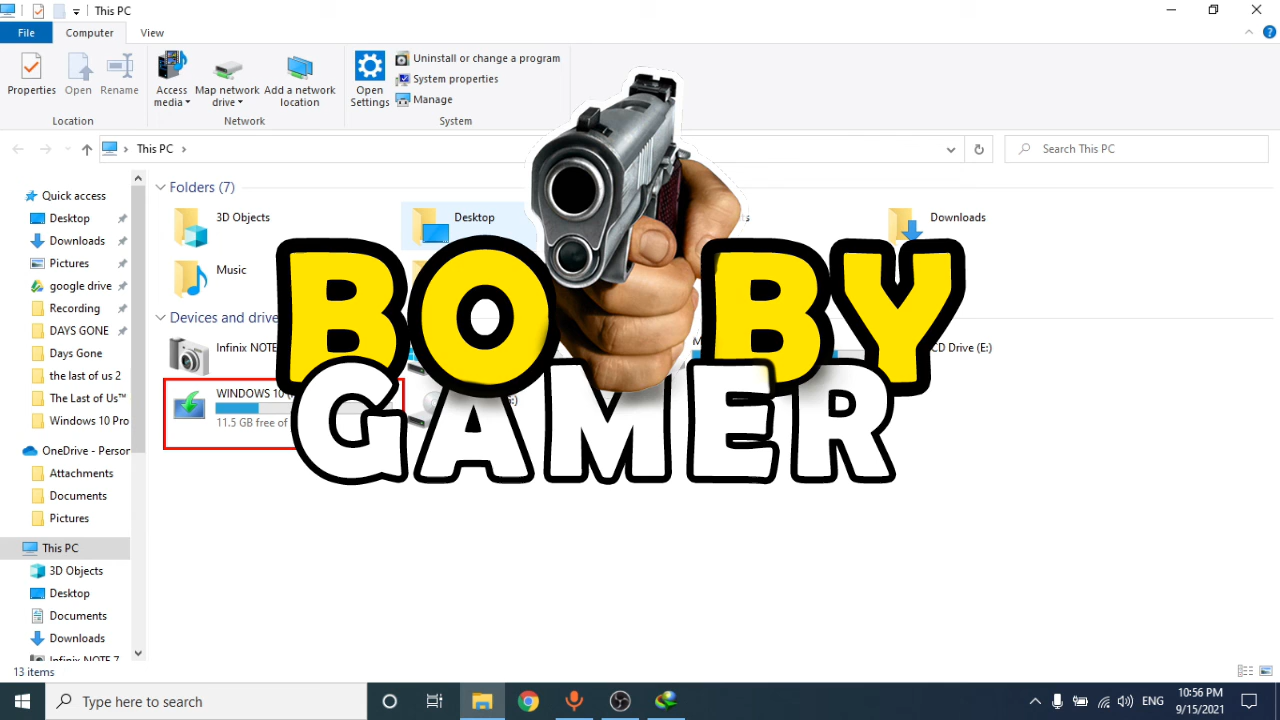 This PC
File Computer View
Properties Open Rename Access media Map network drive Add a network location Open Settings Uninstall or change a program
System properties
Manage
Location Network System
This PC Search This PC
Quick access
Desktop
Downloads
Pictures
google drive
Recording
DAYS GONE
Days Gone
the last of us 2
The Last of Us™
Windows 10 Pro
OneDrive - Person
Attachments
Documents
Pictures
This PC
3D Objects
Desktop
Documents
Downloads
Infinix NOTE 7
Folders (7)
3D Objects Desktop Downloads
Music
Devices and drive
Infinix NOTE CD Drive (E:)
WINDOWS 10
11.5 GB free of
BO BY
GAMER
13 items
Type here to search ENG 10:56 PM
9/15/2021